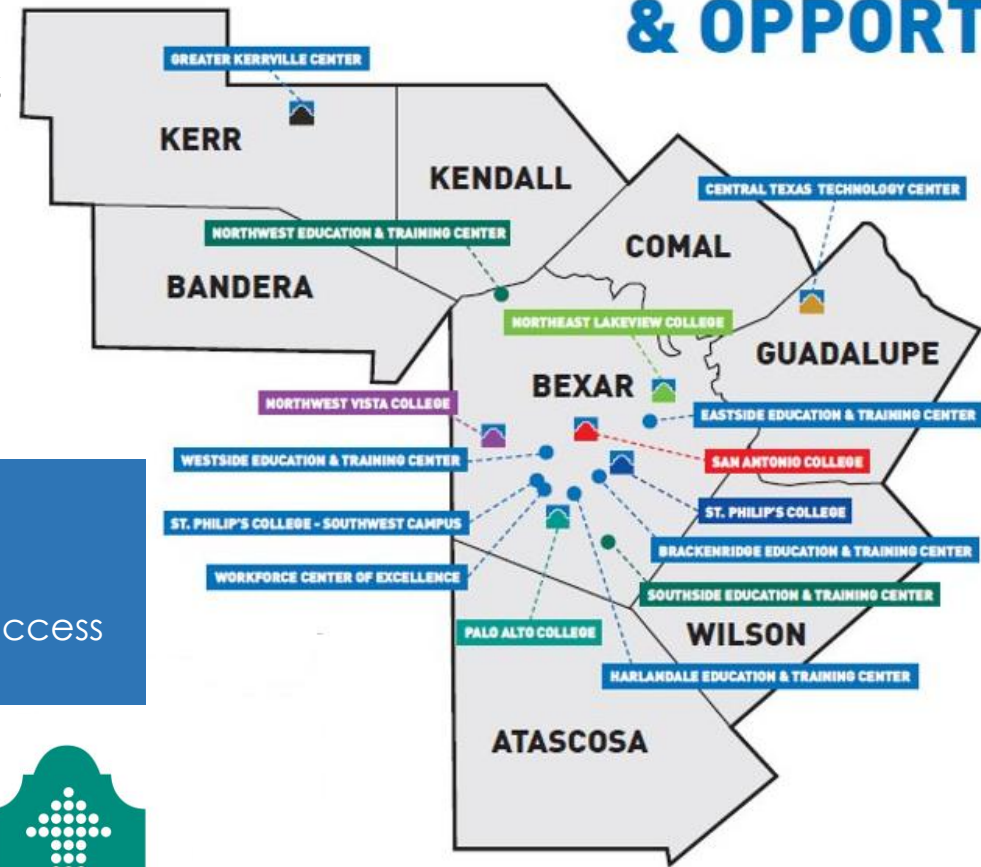 & OPPORT
GREATER KERRVILLE CENTER
KERR
KENDALL
CENTRAL TEXAS TECHNOLOGY CENTER
NORTHWEST EDUCATION & TRAINING CENTER
COMAL
BANDERA
NORTHEAST LAKEVIEW COLLEGE
GUADALUPE
BEXAR
NORTHWEST VISTA COLLEGE
EASTSIDE EDUCATION & TRAINING CENTER
WESTSIDE EDUCATION & TRAINING CENTER
SAN ANTONIO COLLEGE
ST. PHILIP'S COLLEGE - SOUTHWEST CAMPUS
ST. PHILIP'S COLLEGE
BRACKENRIDGE EDUCATION & TRAINING CENTER
WORKFORCE CENTER OF EXCELLENCE
SOUTHSIDE EDUCATION & TRAINING CENTER
ccess
PALO ALTO COLLEGE
WILSON
HARLANDALE EDUCATION & TRAINING CENTER
ATASCOSA